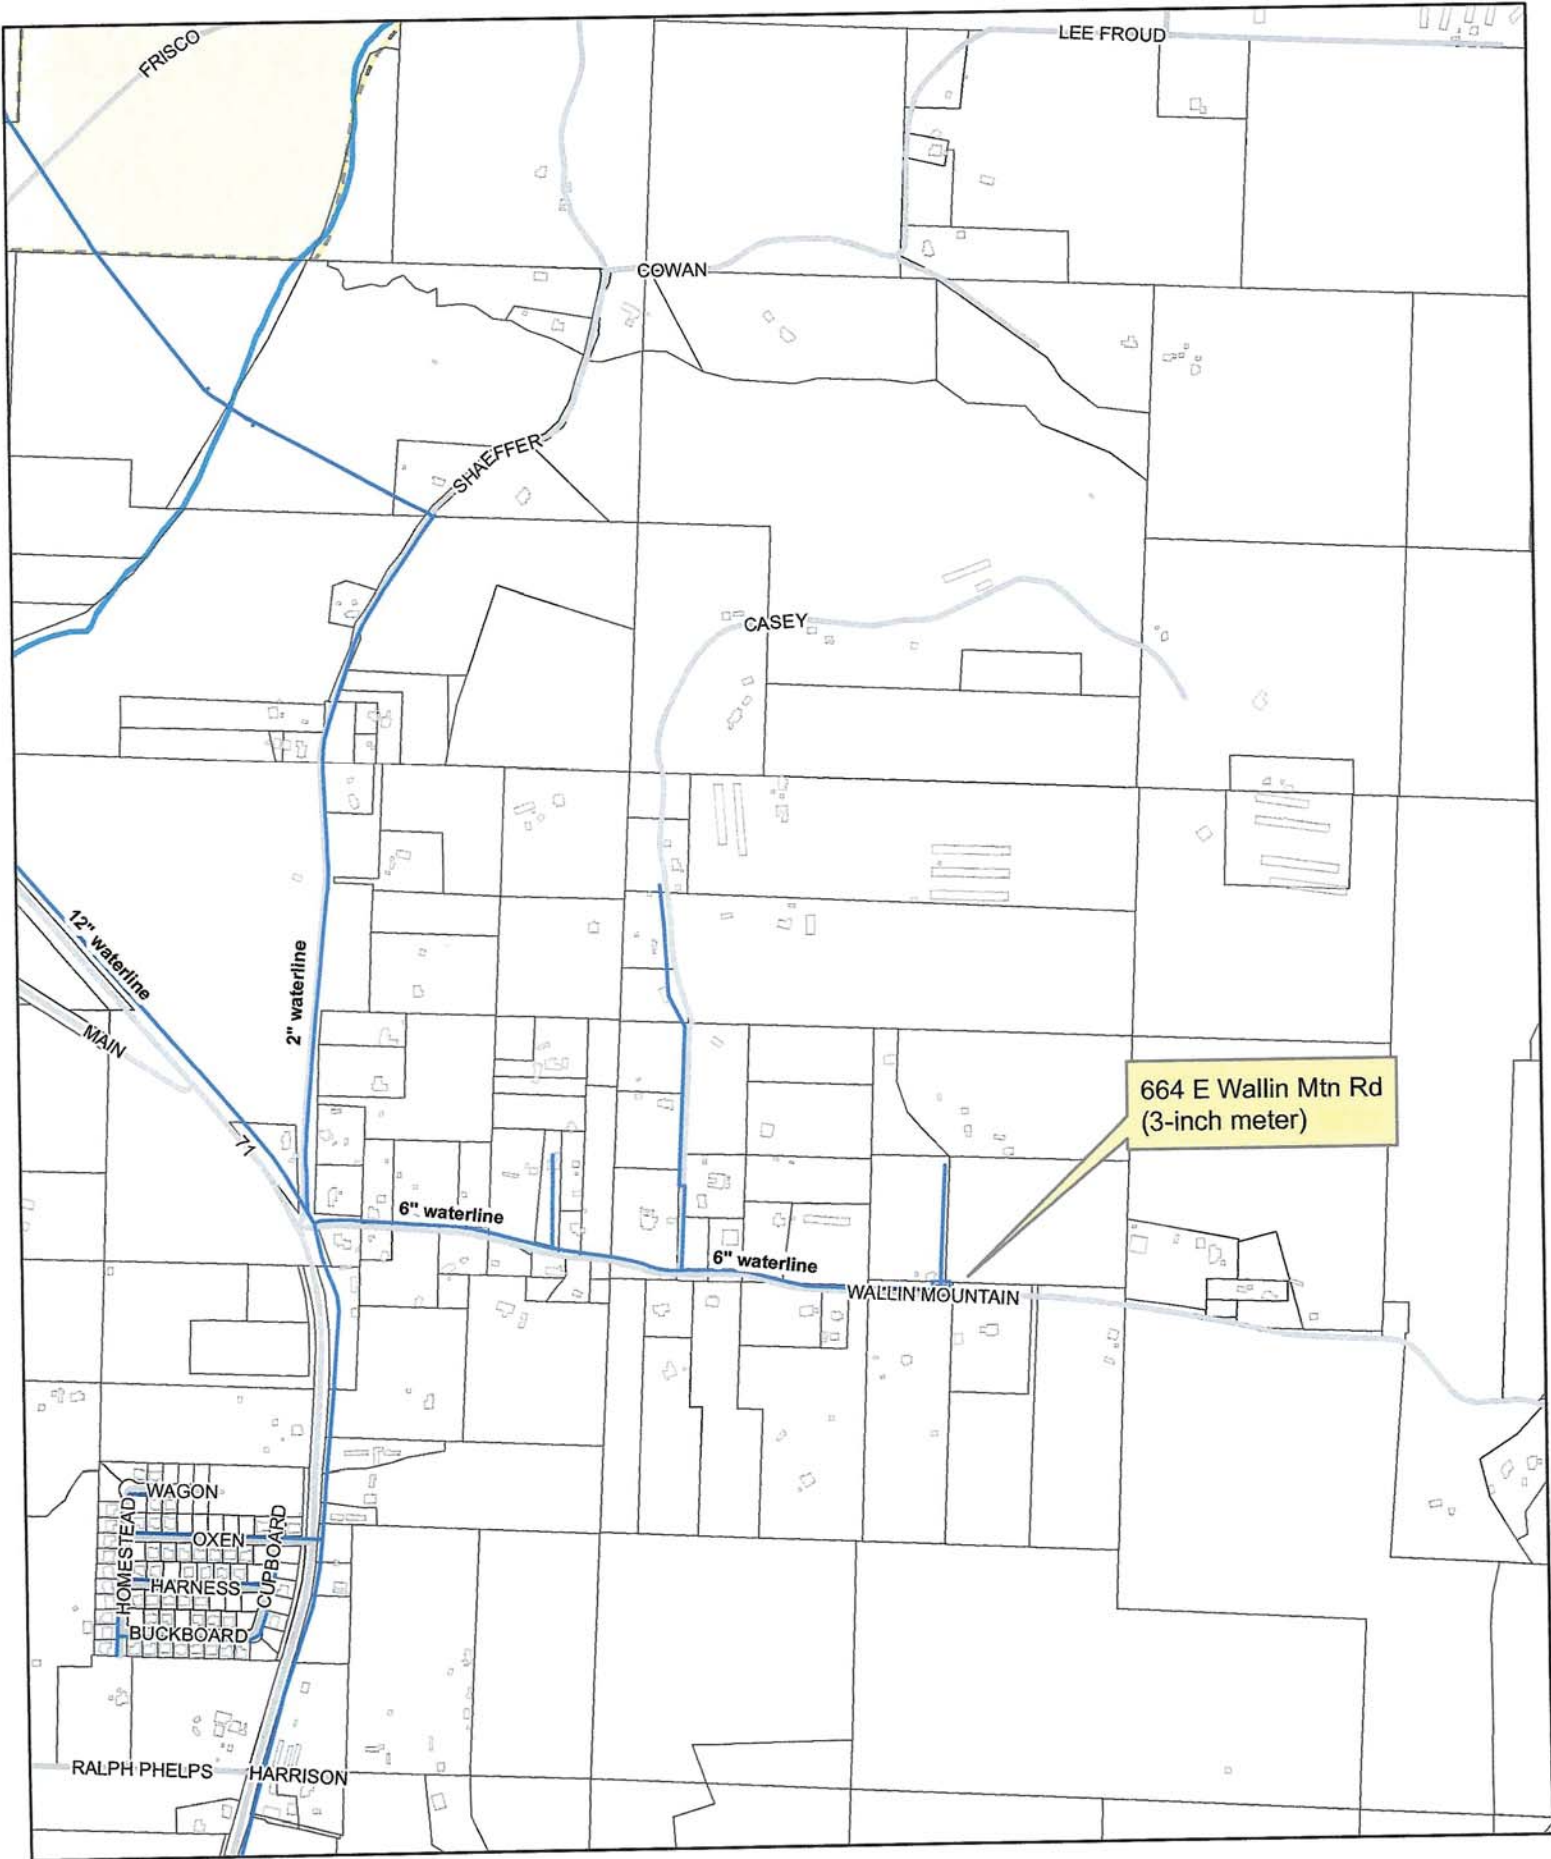 LEE FROUD
FRISCO
COWAN
SHAEFFER
CASEY
12" waterline
2" waterline
MAIN
664 E Wallin Mtn Rd
(3-inch meter)
71
6" waterline
6" waterline
WALLIN MOUNTAIN
WAGON
HOMESTEAD
OXEN
CUPBOARD
HARNESS
BUCKBOARD
RALPH PHELPS
HARRISON